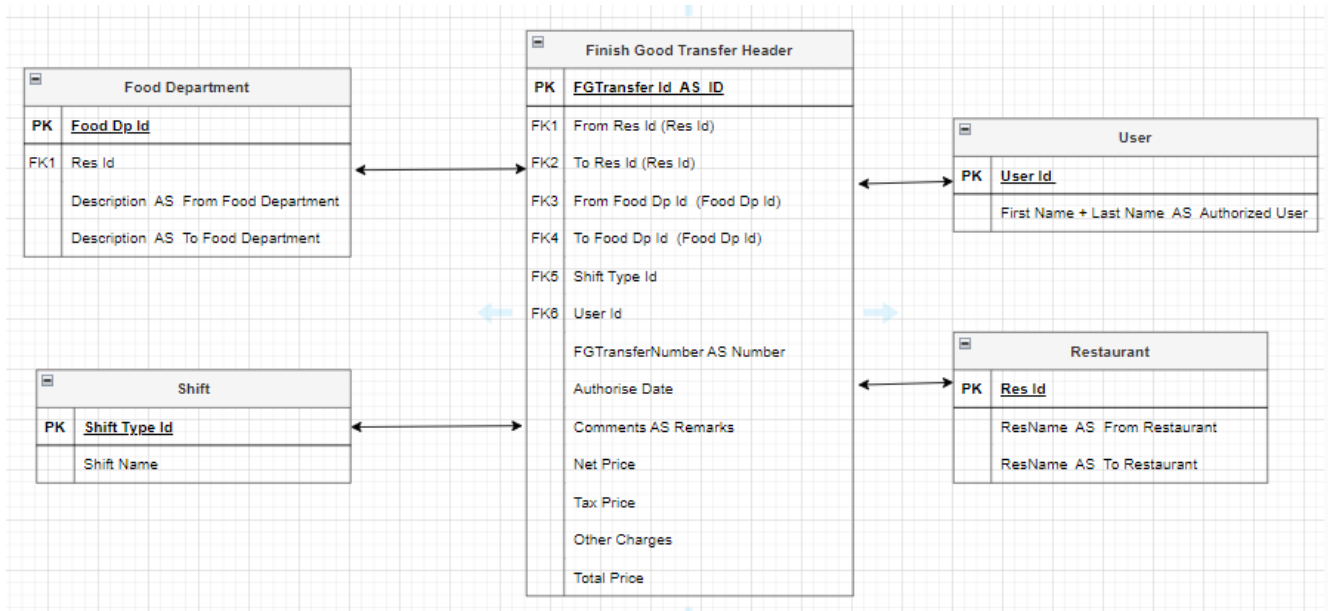 Food Department
PK Food Dp Id
FK1 Res Id
Description AS From Food Department
Description AS To Food Department
Shift
PK Shift Type Id
Shift Name
Finish Good Transfer Header
PK FGTransfer Id AS ID
FK1 From Res Id (Res Id)
FK2 To Res Id (Res Id)
FK3 From Food Dp Id (Food Dp Id)
FK4 To Food Dp Id (Food Dp Id)
FK5 Shift Type Id
FK6 User Id
FGTransferNumber AS Number
Authorise Date
Comments AS Remarks
Net Price
Tax Price
Other Charges
Total Price
User
PK User Id
First Name + Last Name AS Authorized User
Restaurant
PK Res Id
ResName AS From Restaurant
ResName AS To Restaurant